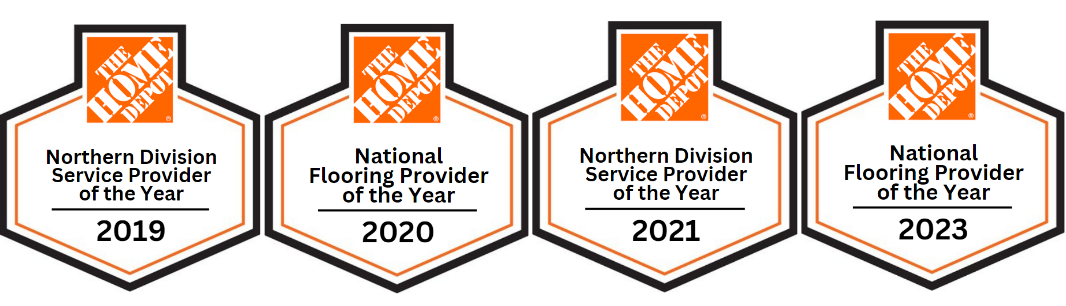 THE
HOME
DEPOT
®
Northern Division
Service Provider
of the Year
2019
THE
HOME
DEPOT
®
National
Flooring Provider
of the Year
2020
THE
HOME
DEPOT
®
Northern Division
Service Provider
of the Year
2021
THE
HOME
DEPOT
®
National
Flooring Provider
of the Year
2023